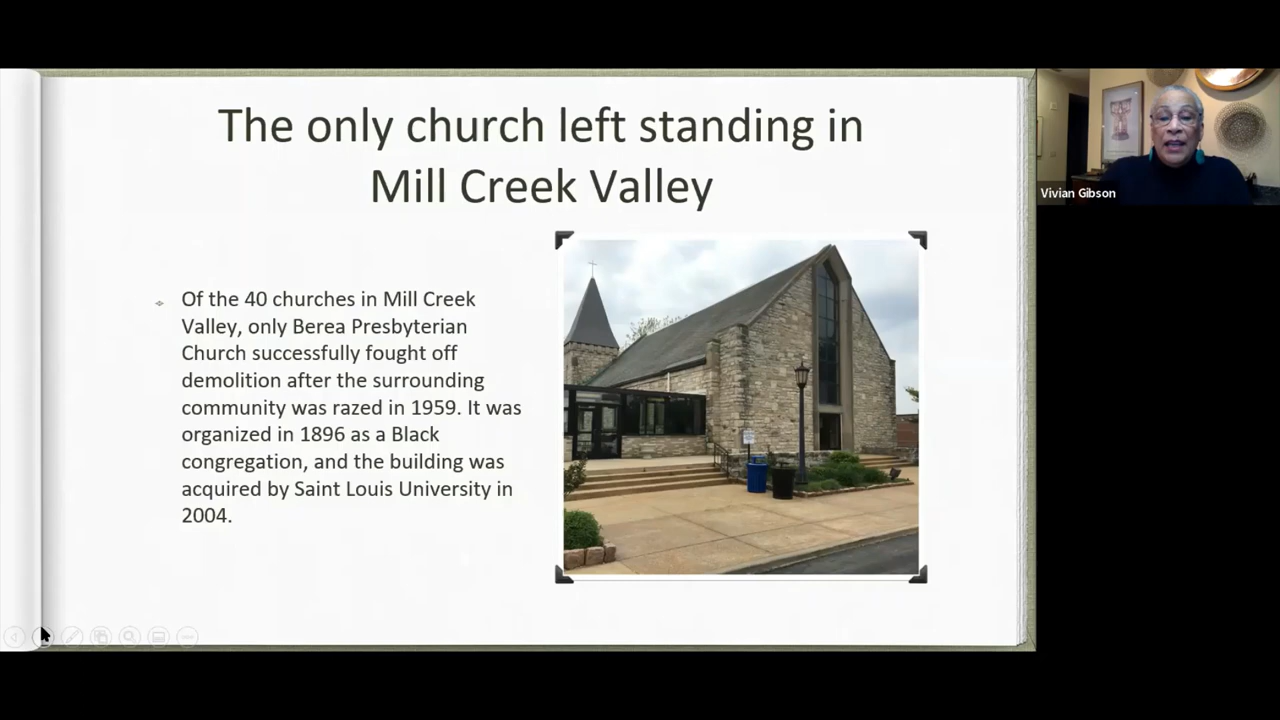 The only church left standing in
Mill Creek Valley
Of the 40 churches in Mill Creek
Valley, only Berea Presbyterian
Church successfully fought off
demolition after the surrounding
community was razed in 1959. It was
organized in 1896 as a Black
congregation, and the building was
acquired by Saint Louis University in
2004.
Vivian Gibson